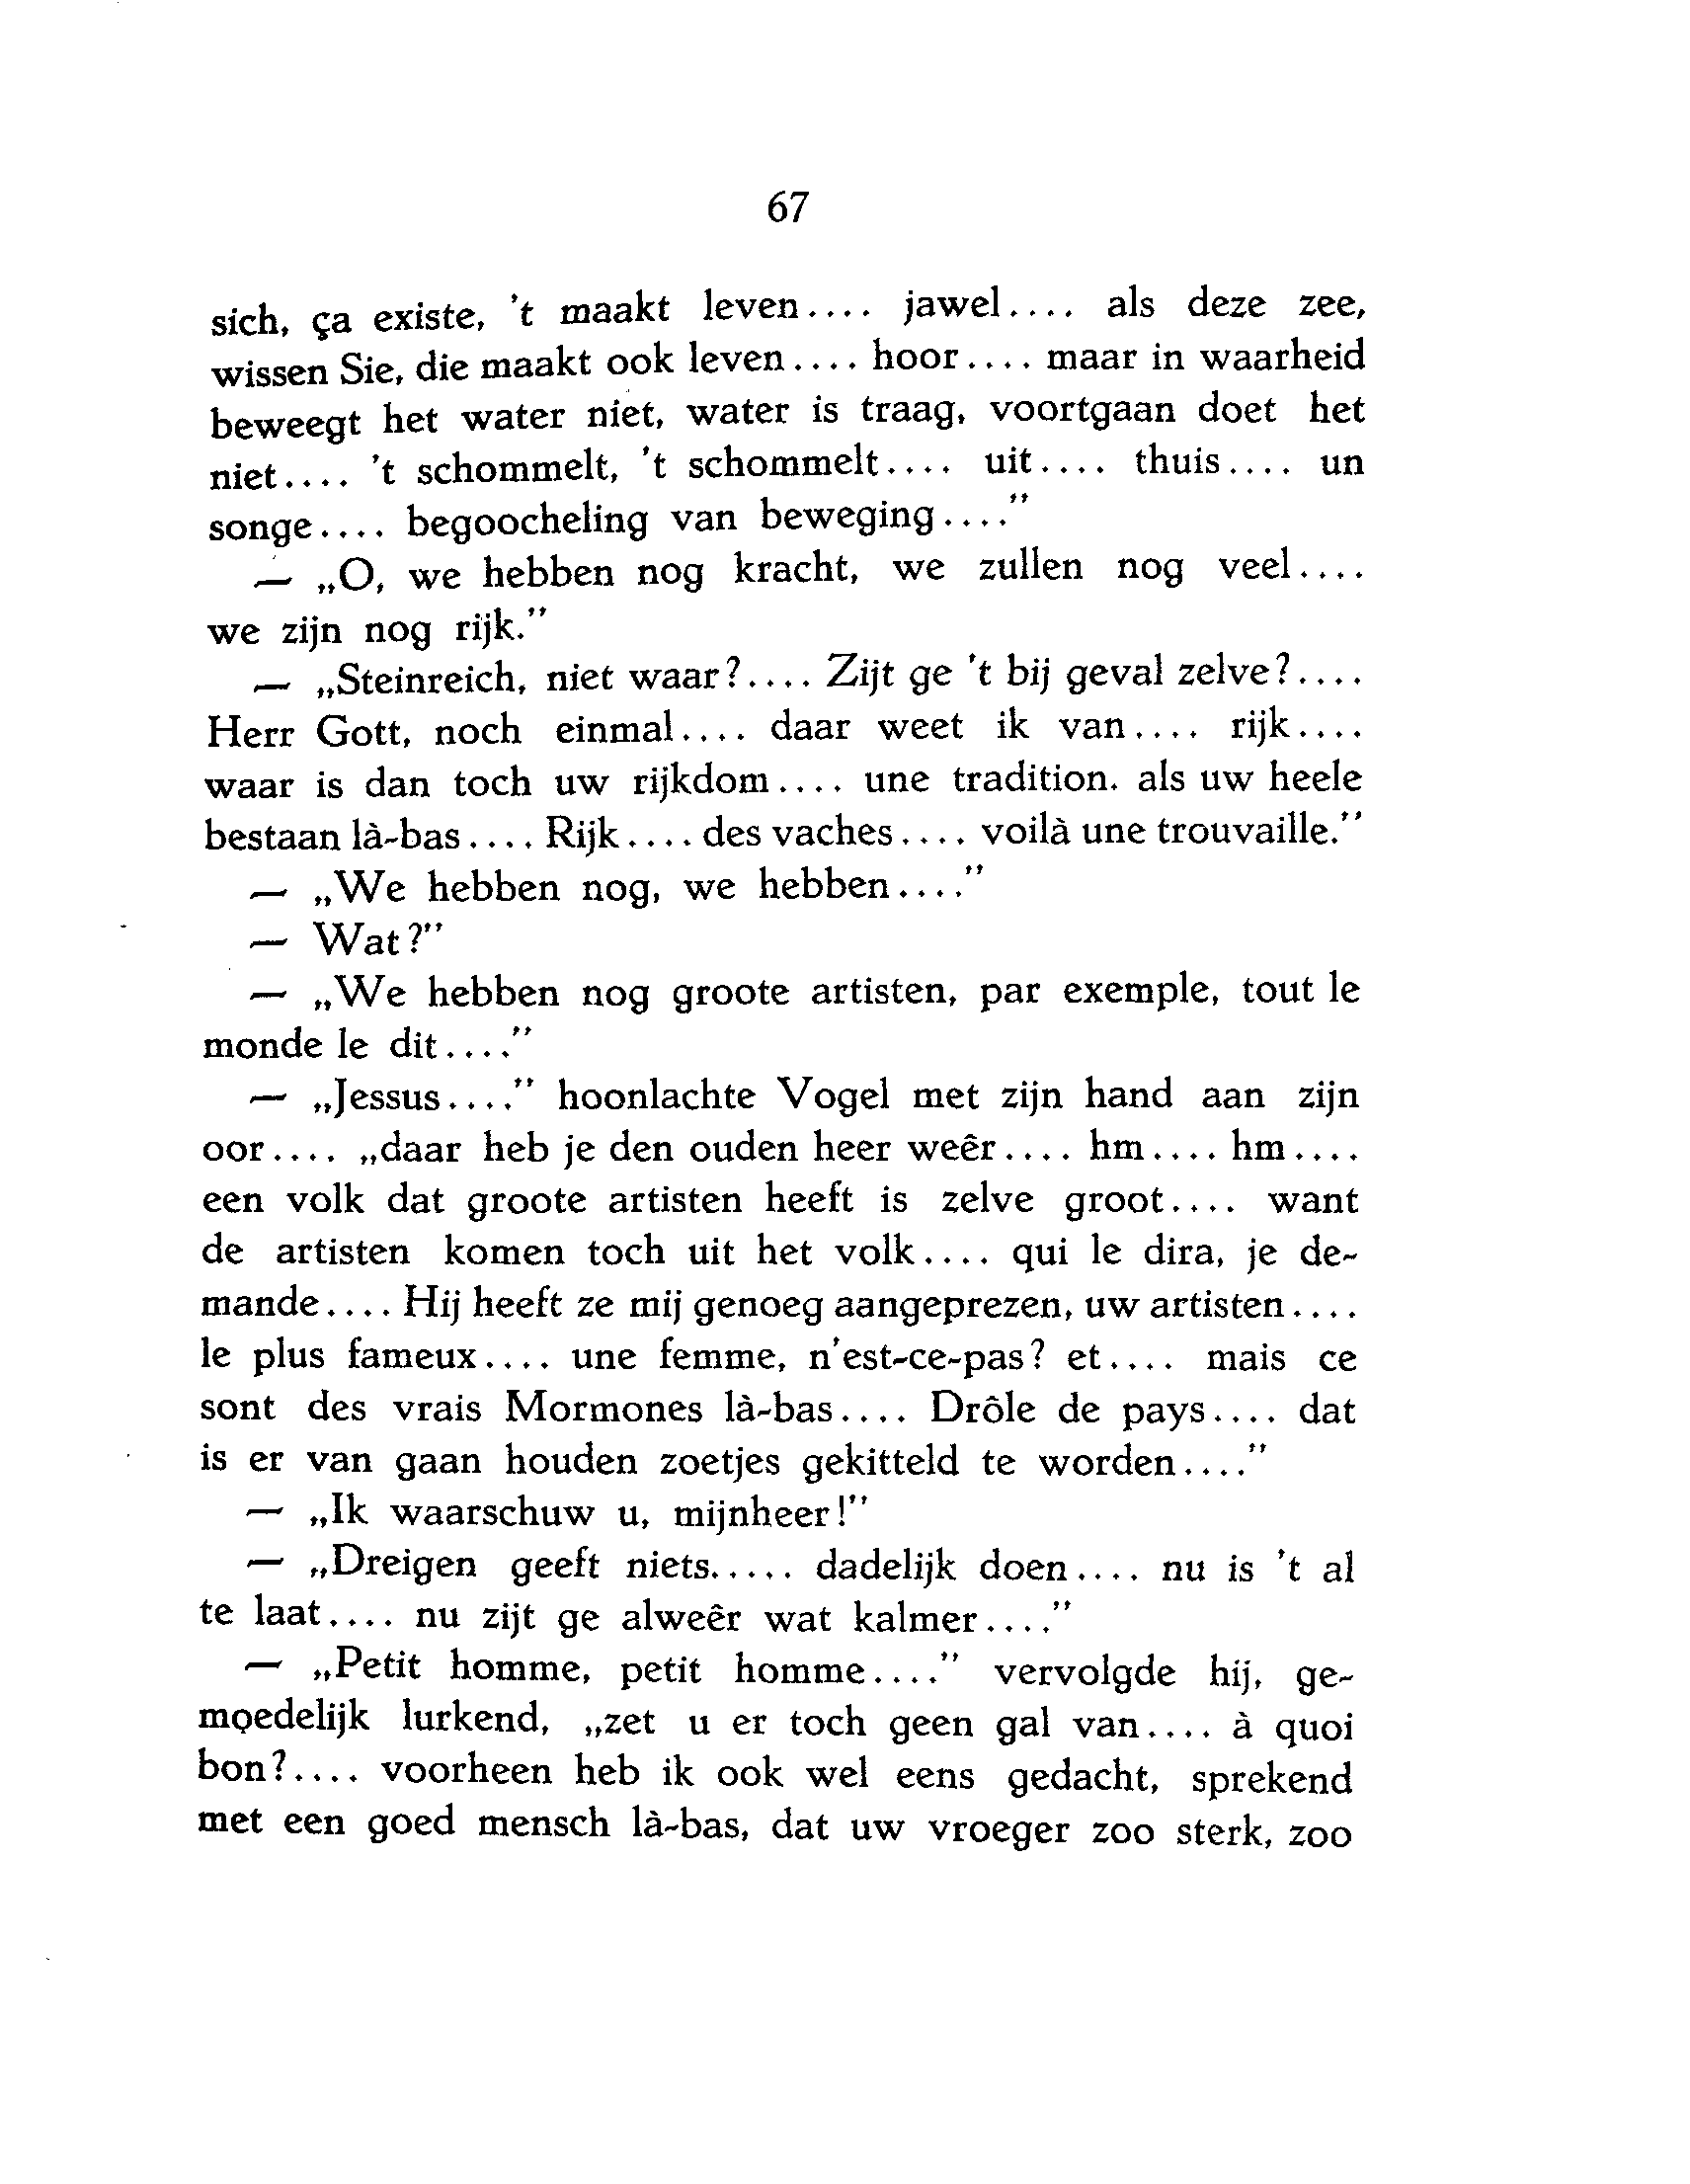 67
sich, ça existe, 't maakt leven.... jawel.... als deze zee,
wissen Sie, die maakt ook leven.... hoor.... maar in waarheid
beweegt het water niet, water is traag, voortgaan doet het
niet.... 't schommelt, 't schommelt.... uit.... thuis.... un
songe.... begoocheling van beweging....”
— „O, we hebben nog kracht, we zullen nog veel....
we zijn nog rijk.”
— „Steinreich, niet waar?.... Zijt ge 't bij geval zelve?....
Herr Gott, noch einmal.... daar weet ik van.... rijk....
waar is dan toch uw rijkdom.... une tradition. als uw heele
bestaan là-bas.... Rijk.... des vaches.... voilà une trouvaille.”
— „We hebben nog, we hebben....”
— Wat?”
— „We hebben nog groote artisten, par exemple, tout le
monde le dit....”
— „Jessus....” hoonlachte Vogel met zijn hand aan zijn
oor.... „daar heb je den ouden heer weêr.... hm.... hm....
een volk dat groote artisten heeft is zelve groot.... want
de artisten komen toch uit het volk.... qui le dira, je de-
mande.... Hij heeft ze mij genoeg aangeprezen, uw artisten....
le plus fameux.... une femme, n'est-ce-pas? et.... mais ce
sont des vrais Mormones là-bas.... Drôle de pays.... dat
is er van gaan houden zoetjes gekitteld te worden....”
— „Ik waarschuw u, mijnheer!”
— „Dreigen geeft niets..... dadelijk doen.... nu is 't al
te laat.... nu zijt ge alweêr wat kalmer....”
— „Petit homme, petit homme....” vervolgde hij, ge-
moedelijk lurkend, „zet u er toch geen gal van.... à quoi
bon?.... voorheen heb ik ook wel eens gedacht, sprekend
met een goed mensch là-bas, dat uw vroeger zoo sterk, zoo